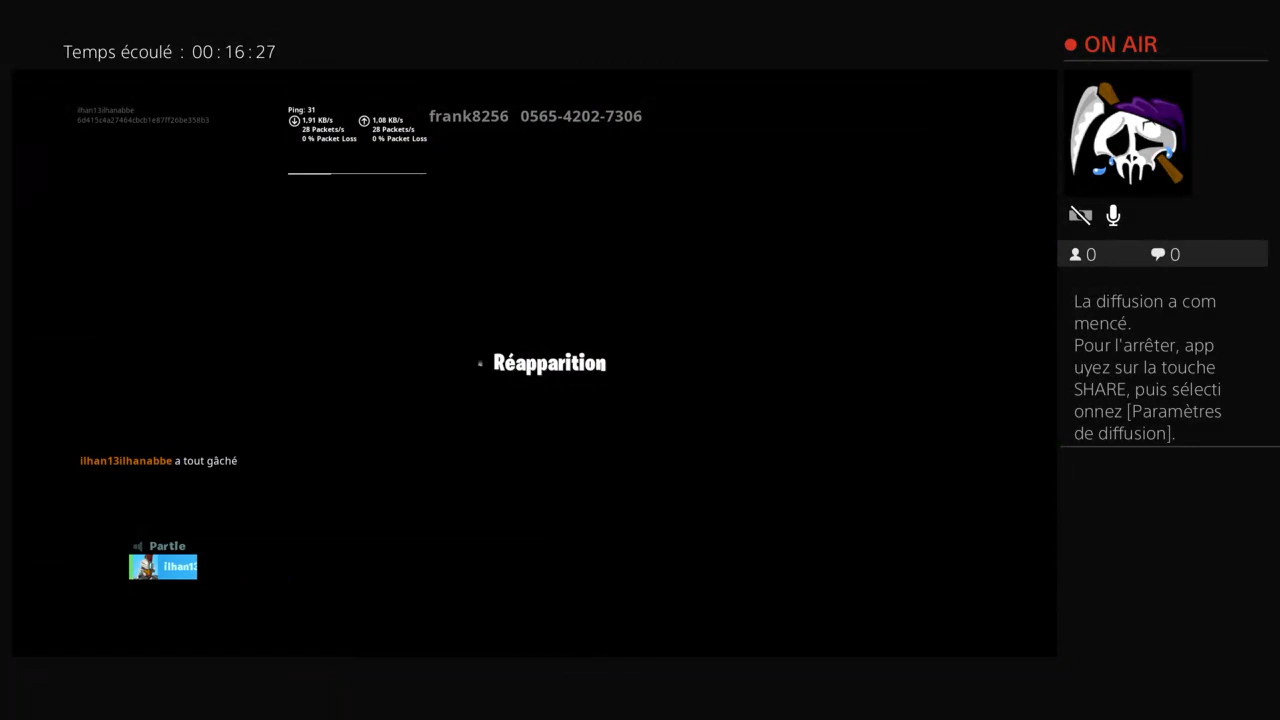 Temps écoulé : 00:16:27
ON AIR
ilhan13ilhanabbe
6d415c4a27464cbcb1e87ff26be358b3
Ping: 31
1,91 KB/s 1,08 KB/s
28 Packets/s 28 Packets/s
0 % Packet Loss 0 % Packet Loss
frank8256 0565-4202-7306
0 0
La diffusion a com
mencé.
Pour l'arrêter, app
uyez sur la touche
SHARE, puis sélecti
onnez [Paramètres
de diffusion].
Réapparition
ilhan13ilhanabbe a tout gâché
Partie
ilhan13